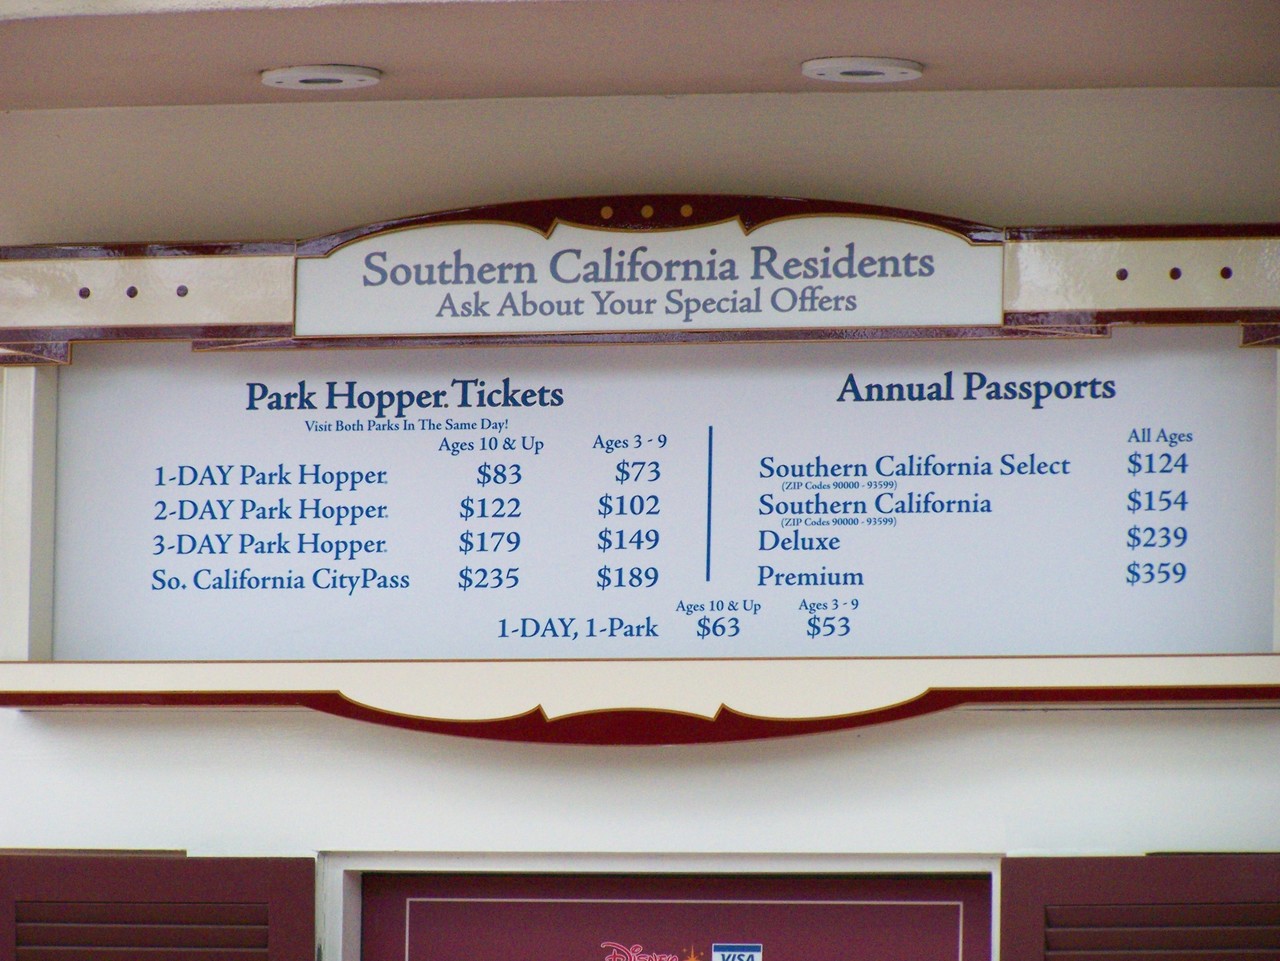 Southern California Residents
Ask About Your Special Offers
Park Hopper Tickets
Visit Both Parks In The Same Day!
Ages 10 & Up Ages 3 - 9
1-DAY Park Hopper $83 $73
2-DAY Park Hopper $122 $102
3-DAY Park Hopper $179 $149
So. California CityPass $235 $189
Annual Passports
All Ages
Southern California Select $124
(ZIP Codes 90000 - 93599)
Southern California $154
(ZIP Codes 90000 - 93599)
Deluxe $239
Premium $359
Ages 10 & Up Ages 3 - 9
1-DAY, 1-Park $63 $53
Disney VISA